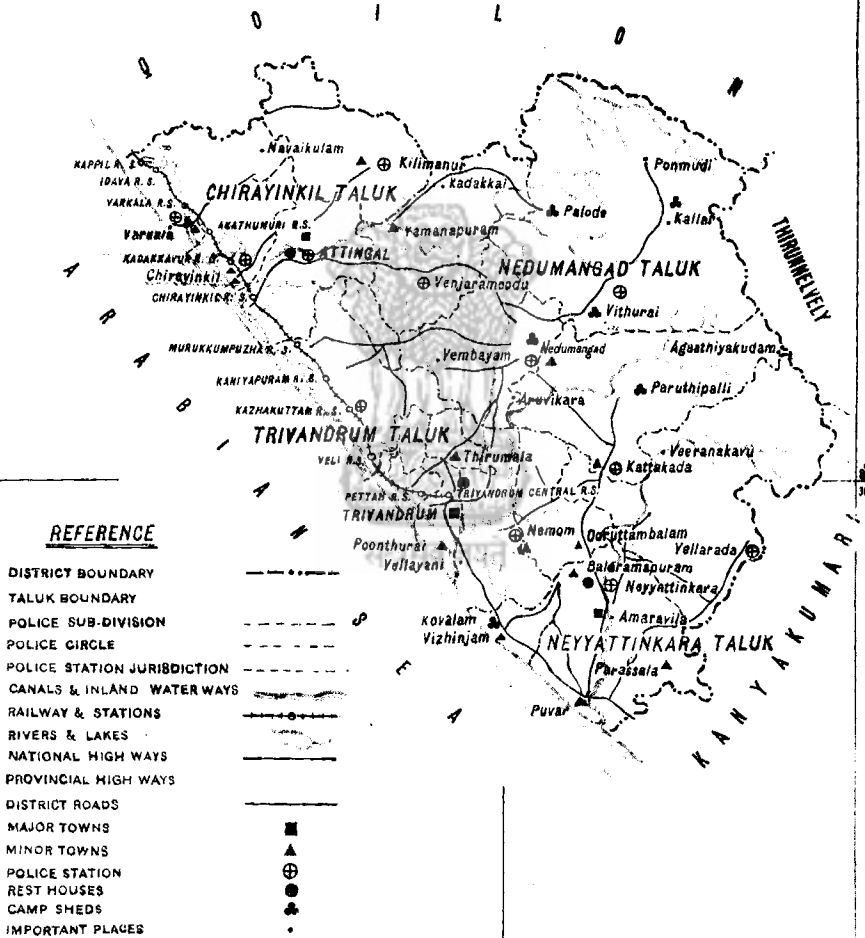 QUILON
Navaikulam
Kilimanur
Ponmudi
KAPPIL R.S.
IDAVA R.S.
Kadakkal
CHIRAYINKIL TALUK
Palode
Kallar
VARKALA R.S.
Varkala
AKATHUMURI R.S.
Vamanapuram
THIRUNNELVELY
KADAKKAVUR R.S.
ATTINGAL
NEDUMANGAD TALUK
Chirayinkil
Venjaramoodu
CHIRAYINKIL R.S.
Vithurai
MURUKKUMPUZHA R.S.
Vembayam
Nedumangad
Agasthiyakudam
KANIYAPURAM R.S.
Paruthipalli
Aruvikara
KAZHAKUTTAM R.S.
TRIVANDRUM TALUK
Veeranakavu
VELI R.S.
Thirumala
Kattakada
PETTAH R.S.
TRIVANDRUM CENTRAL R.S.
TRIVANDRUM
Nemom
Ooruttambalam
Poonthurai
Vellarada
Vellayani
Balaramapuram
Neyyattinkara
Kovalam
Amaravila
Vizhinjam
NEYYATTINKARA TALUK
Parassala
Puvar
ARABIAN SEA
KANYAKUMARI
REFERENCE
DISTRICT BOUNDARY
TALUK BOUNDARY
POLICE SUB-DIVISION
POLICE CIRCLE
POLICE STATION JURISDICTION
CANALS & INLAND WATER WAYS
RAILWAY & STATIONS
RIVERS & LAKES
NATIONAL HIGH WAYS
PROVINCIAL HIGH WAYS
DISTRICT ROADS
MAJOR TOWNS
MINOR TOWNS
POLICE STATION
REST HOUSES
CAMP SHEDS
IMPORTANT PLACES